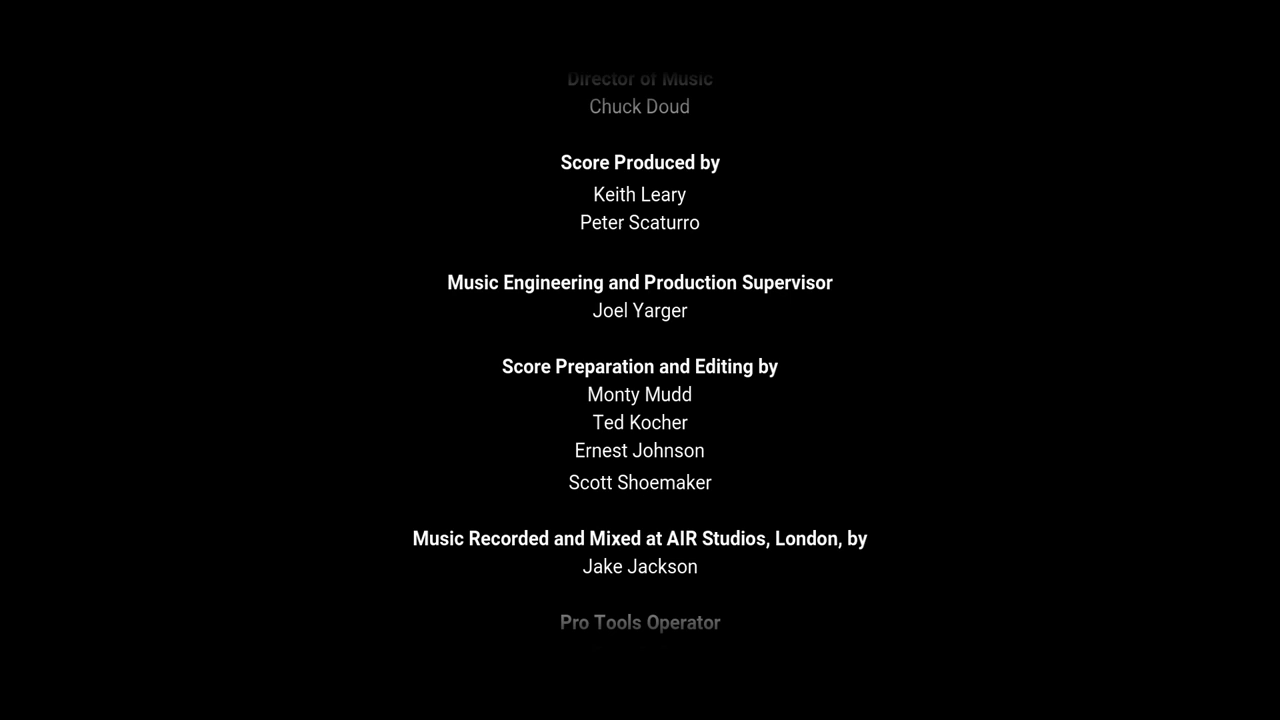 Director of Music
Chuck Doud
Score Produced by
Keith Leary
Peter Scaturro
Music Engineering and Production Supervisor
Joel Yarger
Score Preparation and Editing by
Monty Mudd
Ted Kocher
Ernest Johnson
Scott Shoemaker
Music Recorded and Mixed at AIR Studios, London, by
Jake Jackson
Pro Tools Operator